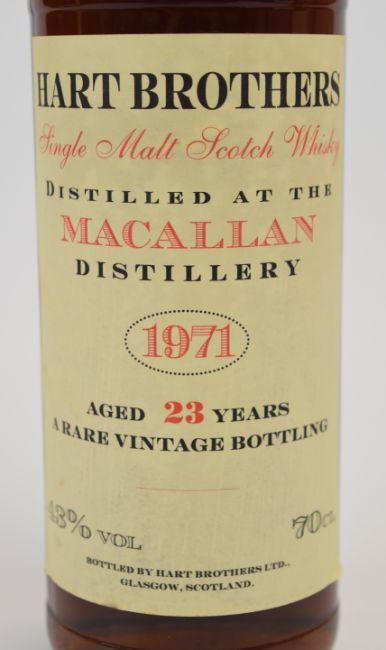 HART BROTHERS
Single Malt Scotch Whisky
DISTILLED AT THE
MACALLAN
DISTILLERY
1971
AGED 23 YEARS
A RARE VINTAGE BOTTLING
43% VOL 70CL
BOTTLED BY HART BROTHERS LTD.,
GLASGOW, SCOTLAND.